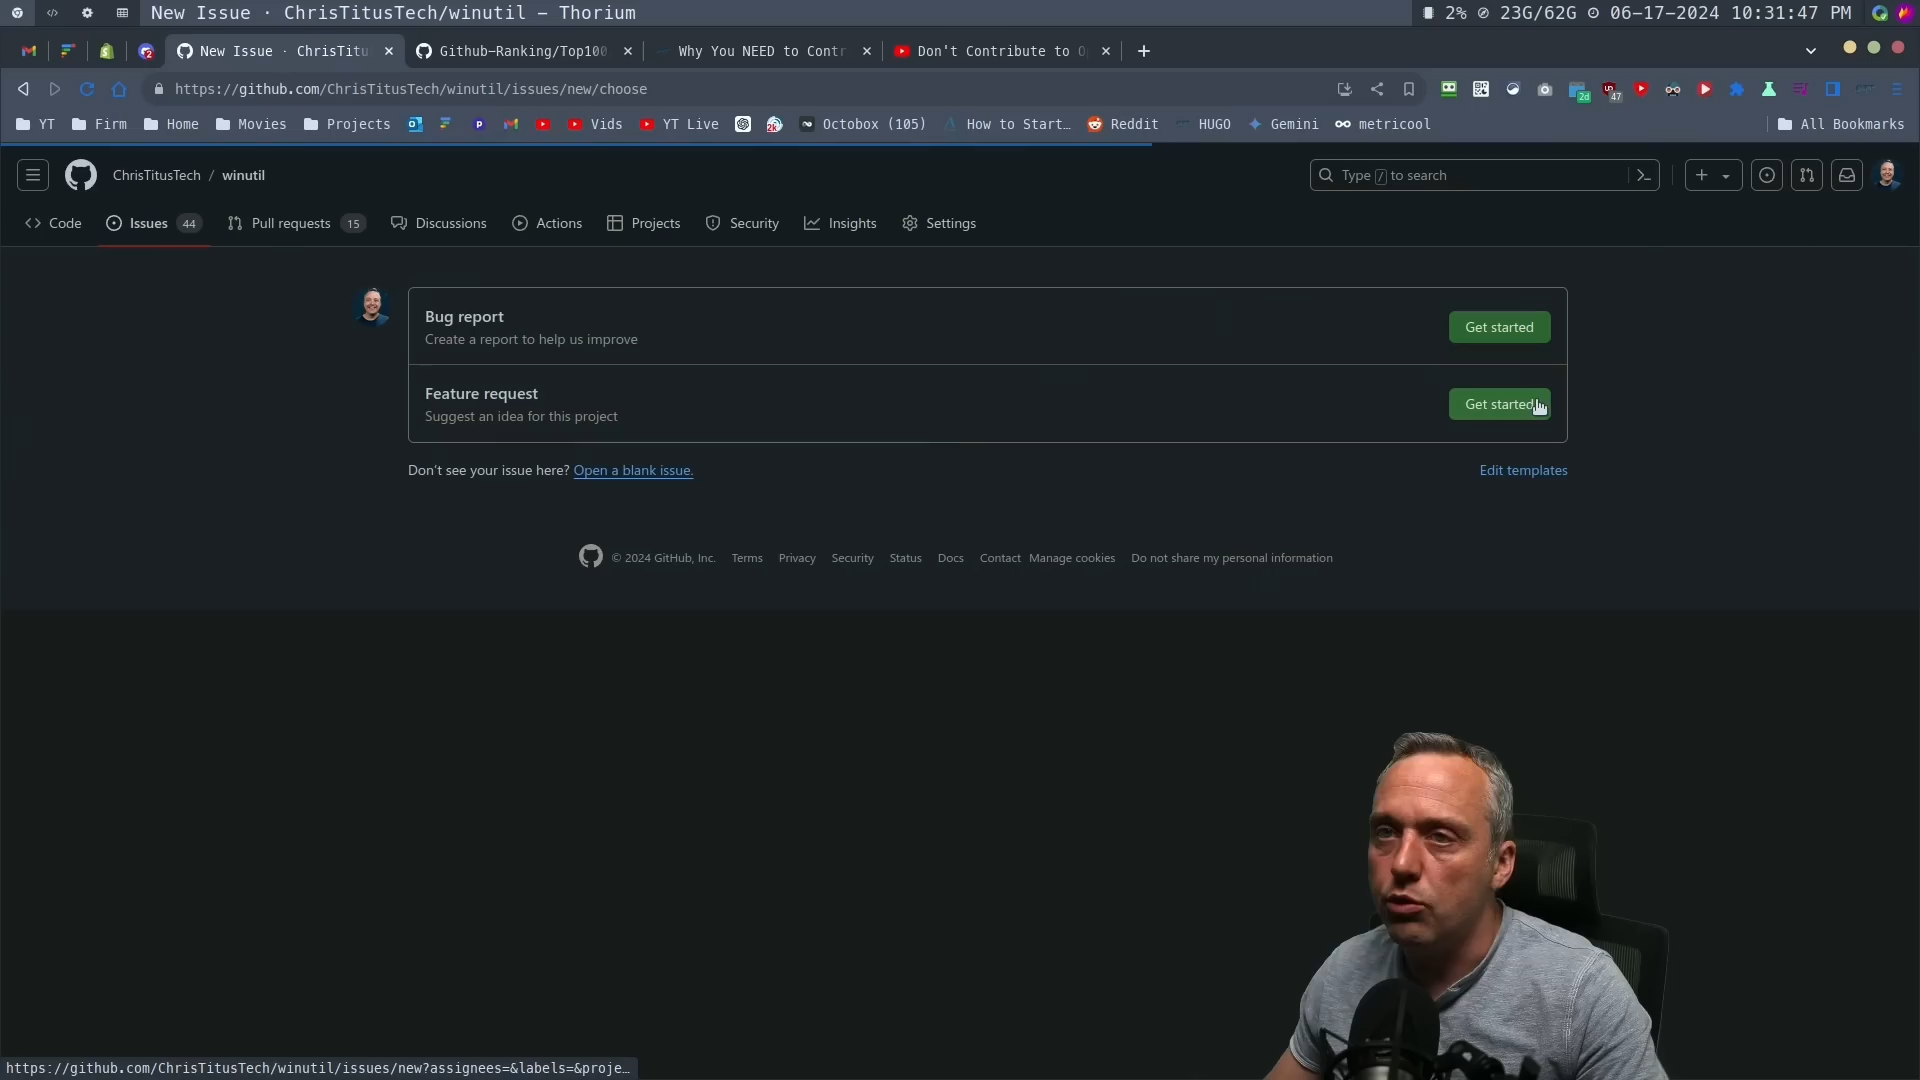 New Issue · ChrisTitusTech/winutil – Thorium
2% 23G/62G 06-17-2024 10:31:47 PM
New Issue · ChrisTitu
Github-Ranking/Top100
Why You NEED to Contr
Don't Contribute to O
https://github.com/ChrisTitusTech/winutil/issues/new/choose
2d
47
YT
Firm
Home
Movies
Projects
Vids
YT Live
Octobox (105)
How to Start…
Reddit
HUGO
Gemini
metricool
All Bookmarks
ChrisTitusTech / winutil
Type / to search
Code
Issues 44
Pull requests 15
Discussions
Actions
Projects
Security
Insights
Settings
Bug report
Create a report to help us improve
Get started
Feature request
Suggest an idea for this project
Get started
Don't see your issue here? Open a blank issue.
Edit templates
© 2024 GitHub, Inc. Terms Privacy Security Status Docs Contact Manage cookies Do not share my personal information
https://github.com/ChrisTitusTech/winutil/issues/new?assignees=&labels=&proje…